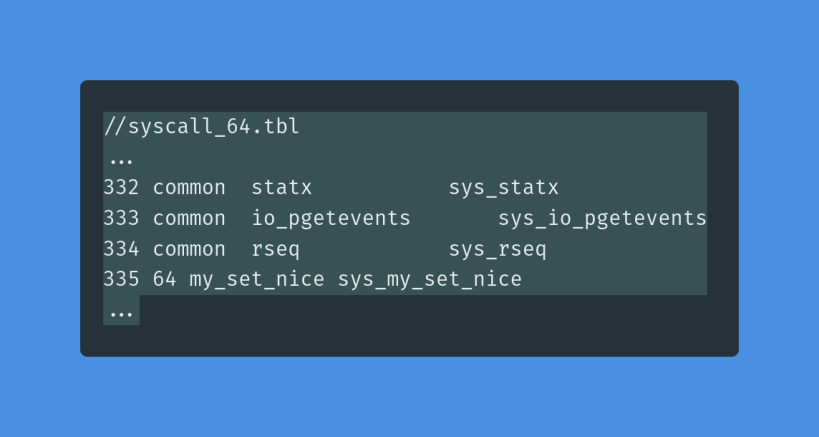 //syscall_64.tbl
...
332 common  statx           sys_statx
333 common  io_pgetevents       sys_io_pgetevents
334 common  rseq            sys_rseq
335 64 my_set_nice sys_my_set_nice
...